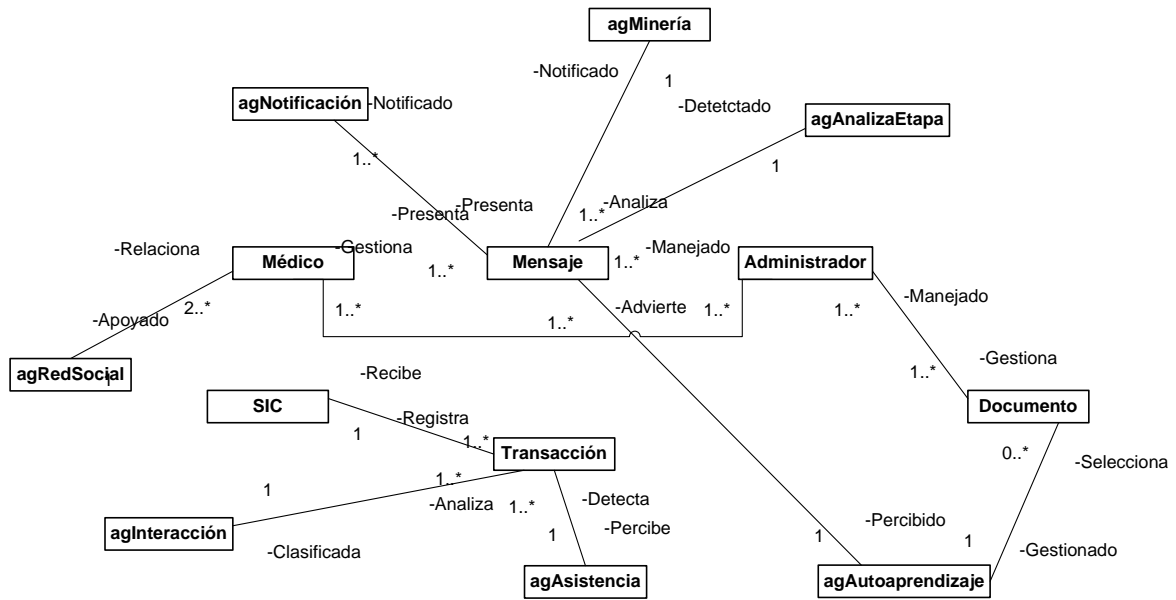 agMinería
-Notificado
1
agNotificación
-Notificado
-Detetctado
agAnalizaEtapa
1..*
1
-Presenta
-Presenta
1..*
-Analiza
-Relaciona
Médico
-Gestiona
1..*
Mensaje
1..*
-Manejado
Administrador
2..*
-Apoyado
1..*
1..*
-Advierte
1..*
1..*
-Manejado
agRedSocial
1
-Recibe
-Gestiona
1..*
SIC
Documento
-Registra
1
1..*
Transacción
0..*
-Selecciona
1
1..*
-Analiza
1..*
-Detecta
agInteracción
-Clasificada
1
-Percibe
1
-Percibido
1
-Gestionado
agAsistencia
agAutoaprendizaje